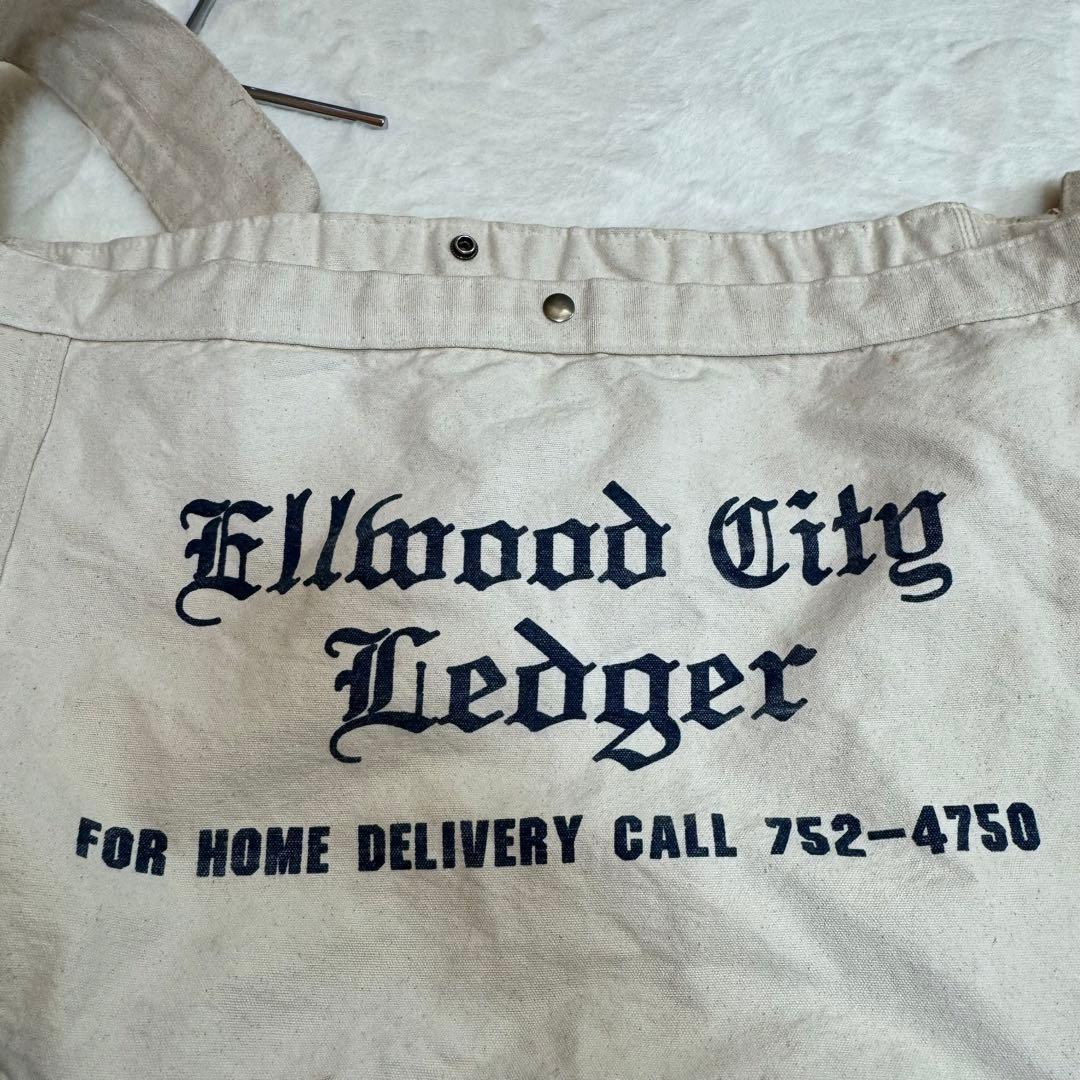 Ellwood City
Ledger
FOR HOME DELIVERY CALL 752-4750